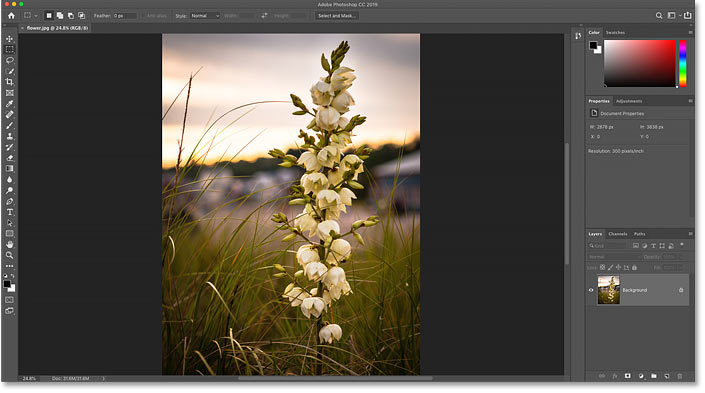 Adobe Photoshop CC 2019
Feather: 0 px Anti-alias Style: Normal Width: Height: Select and Mask...
× flower.jpg @ 24.8% (RGB/8)
Color Swatches
Properties Adjustments
Document Properties
W: 2878 px H: 3838 px
X: 0 Y: 0
Resolution: 300 pixels/inch
Layers Channels Paths
Kind
Normal Opacity:
Lock: Fill:
Background
24.8% Doc: 31.6M/31.6M